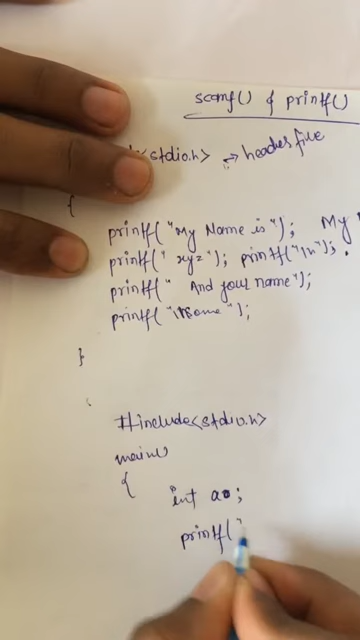 scanf() & printf()
<stdio.h> → header file
{
printf("My Name is"); My
printf(" xyz"); printf("\n");
printf(" And your name");
printf("
}
#include<stdio.h>
main()
{
int a;
printf("